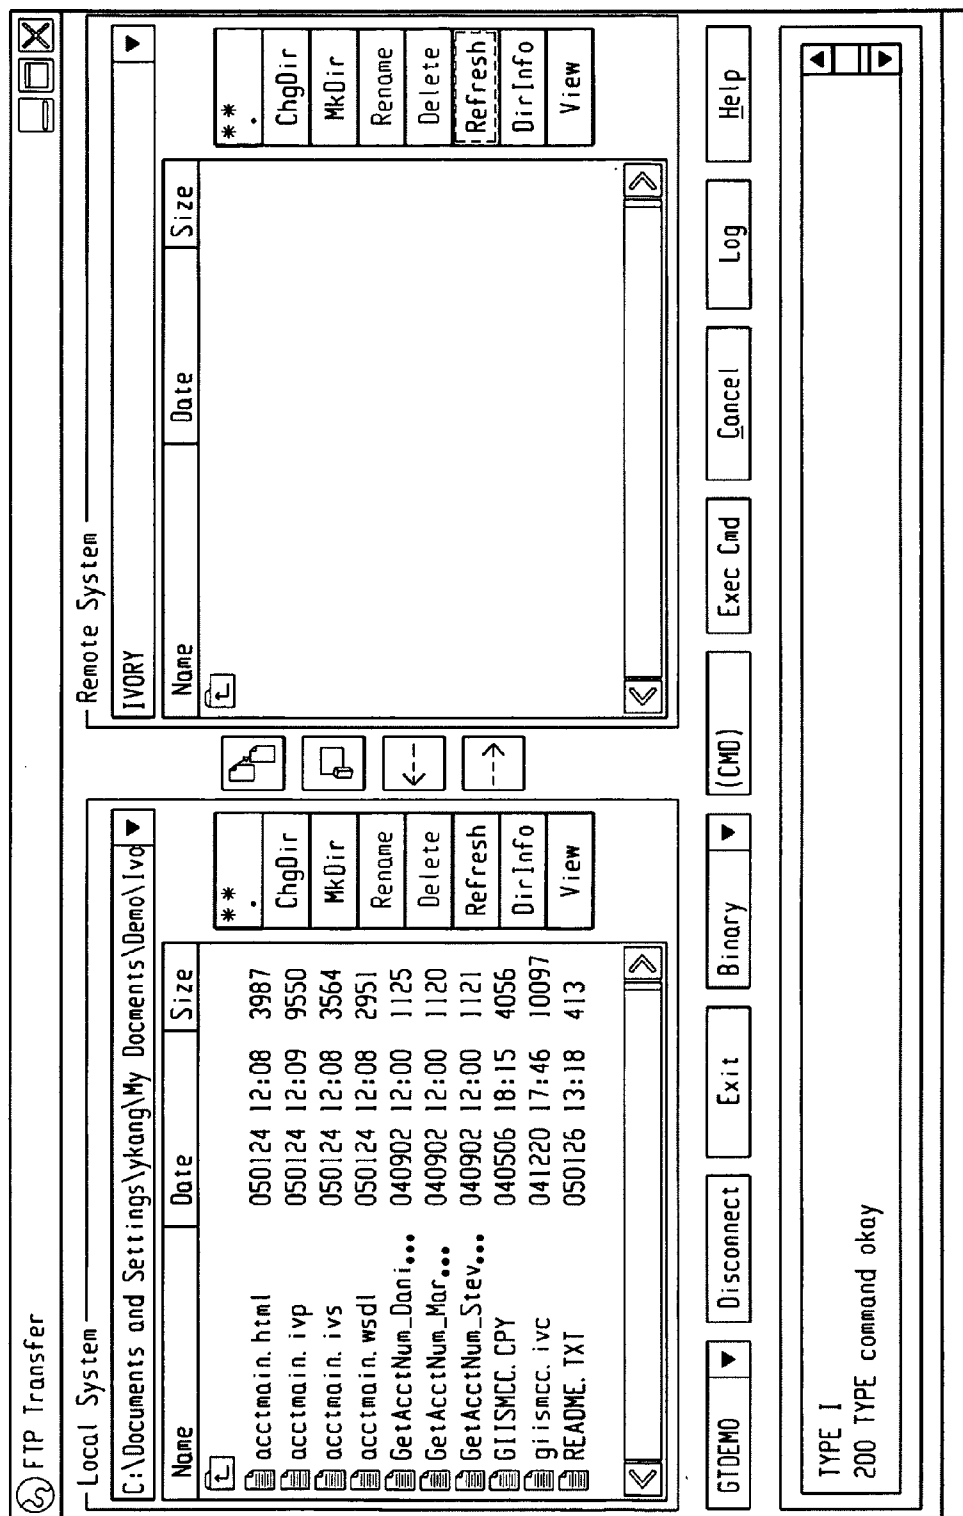 FTP Transfer
Local System
C:\Documents and Settings\ykang\My Docments\Demo\Ivo
Name Date Size
acctmain.html 050124 12:08 3987
acctmain.ivp 050124 12:09 9550
acctmain.ivs 050124 12:08 3564
acctmain.wsdl 050124 12:08 2951
GetAcctNum_Dani... 040902 12:00 1125
GetAcctNum_Mar... 040902 12:00 1120
GetAcctNum_Stev... 040902 12:00 1121
GIISMCC.CPY 040506 18:15 4056
giismcc.ivc 041220 17:46 10097
README.TXT 050126 13:18 413
*.*
ChgDir
MkDir
Rename
Delete
Refresh
DirInfo
View
Remote System
IVORY
Name Date Size
*.*
ChgDir
MkDir
Rename
Delete
Refresh
DirInfo
View
GTDEMO Disconnect Exit Binary (CMD) Exec Cmd Cancel Log Help
TYPE I
200 TYPE command okay